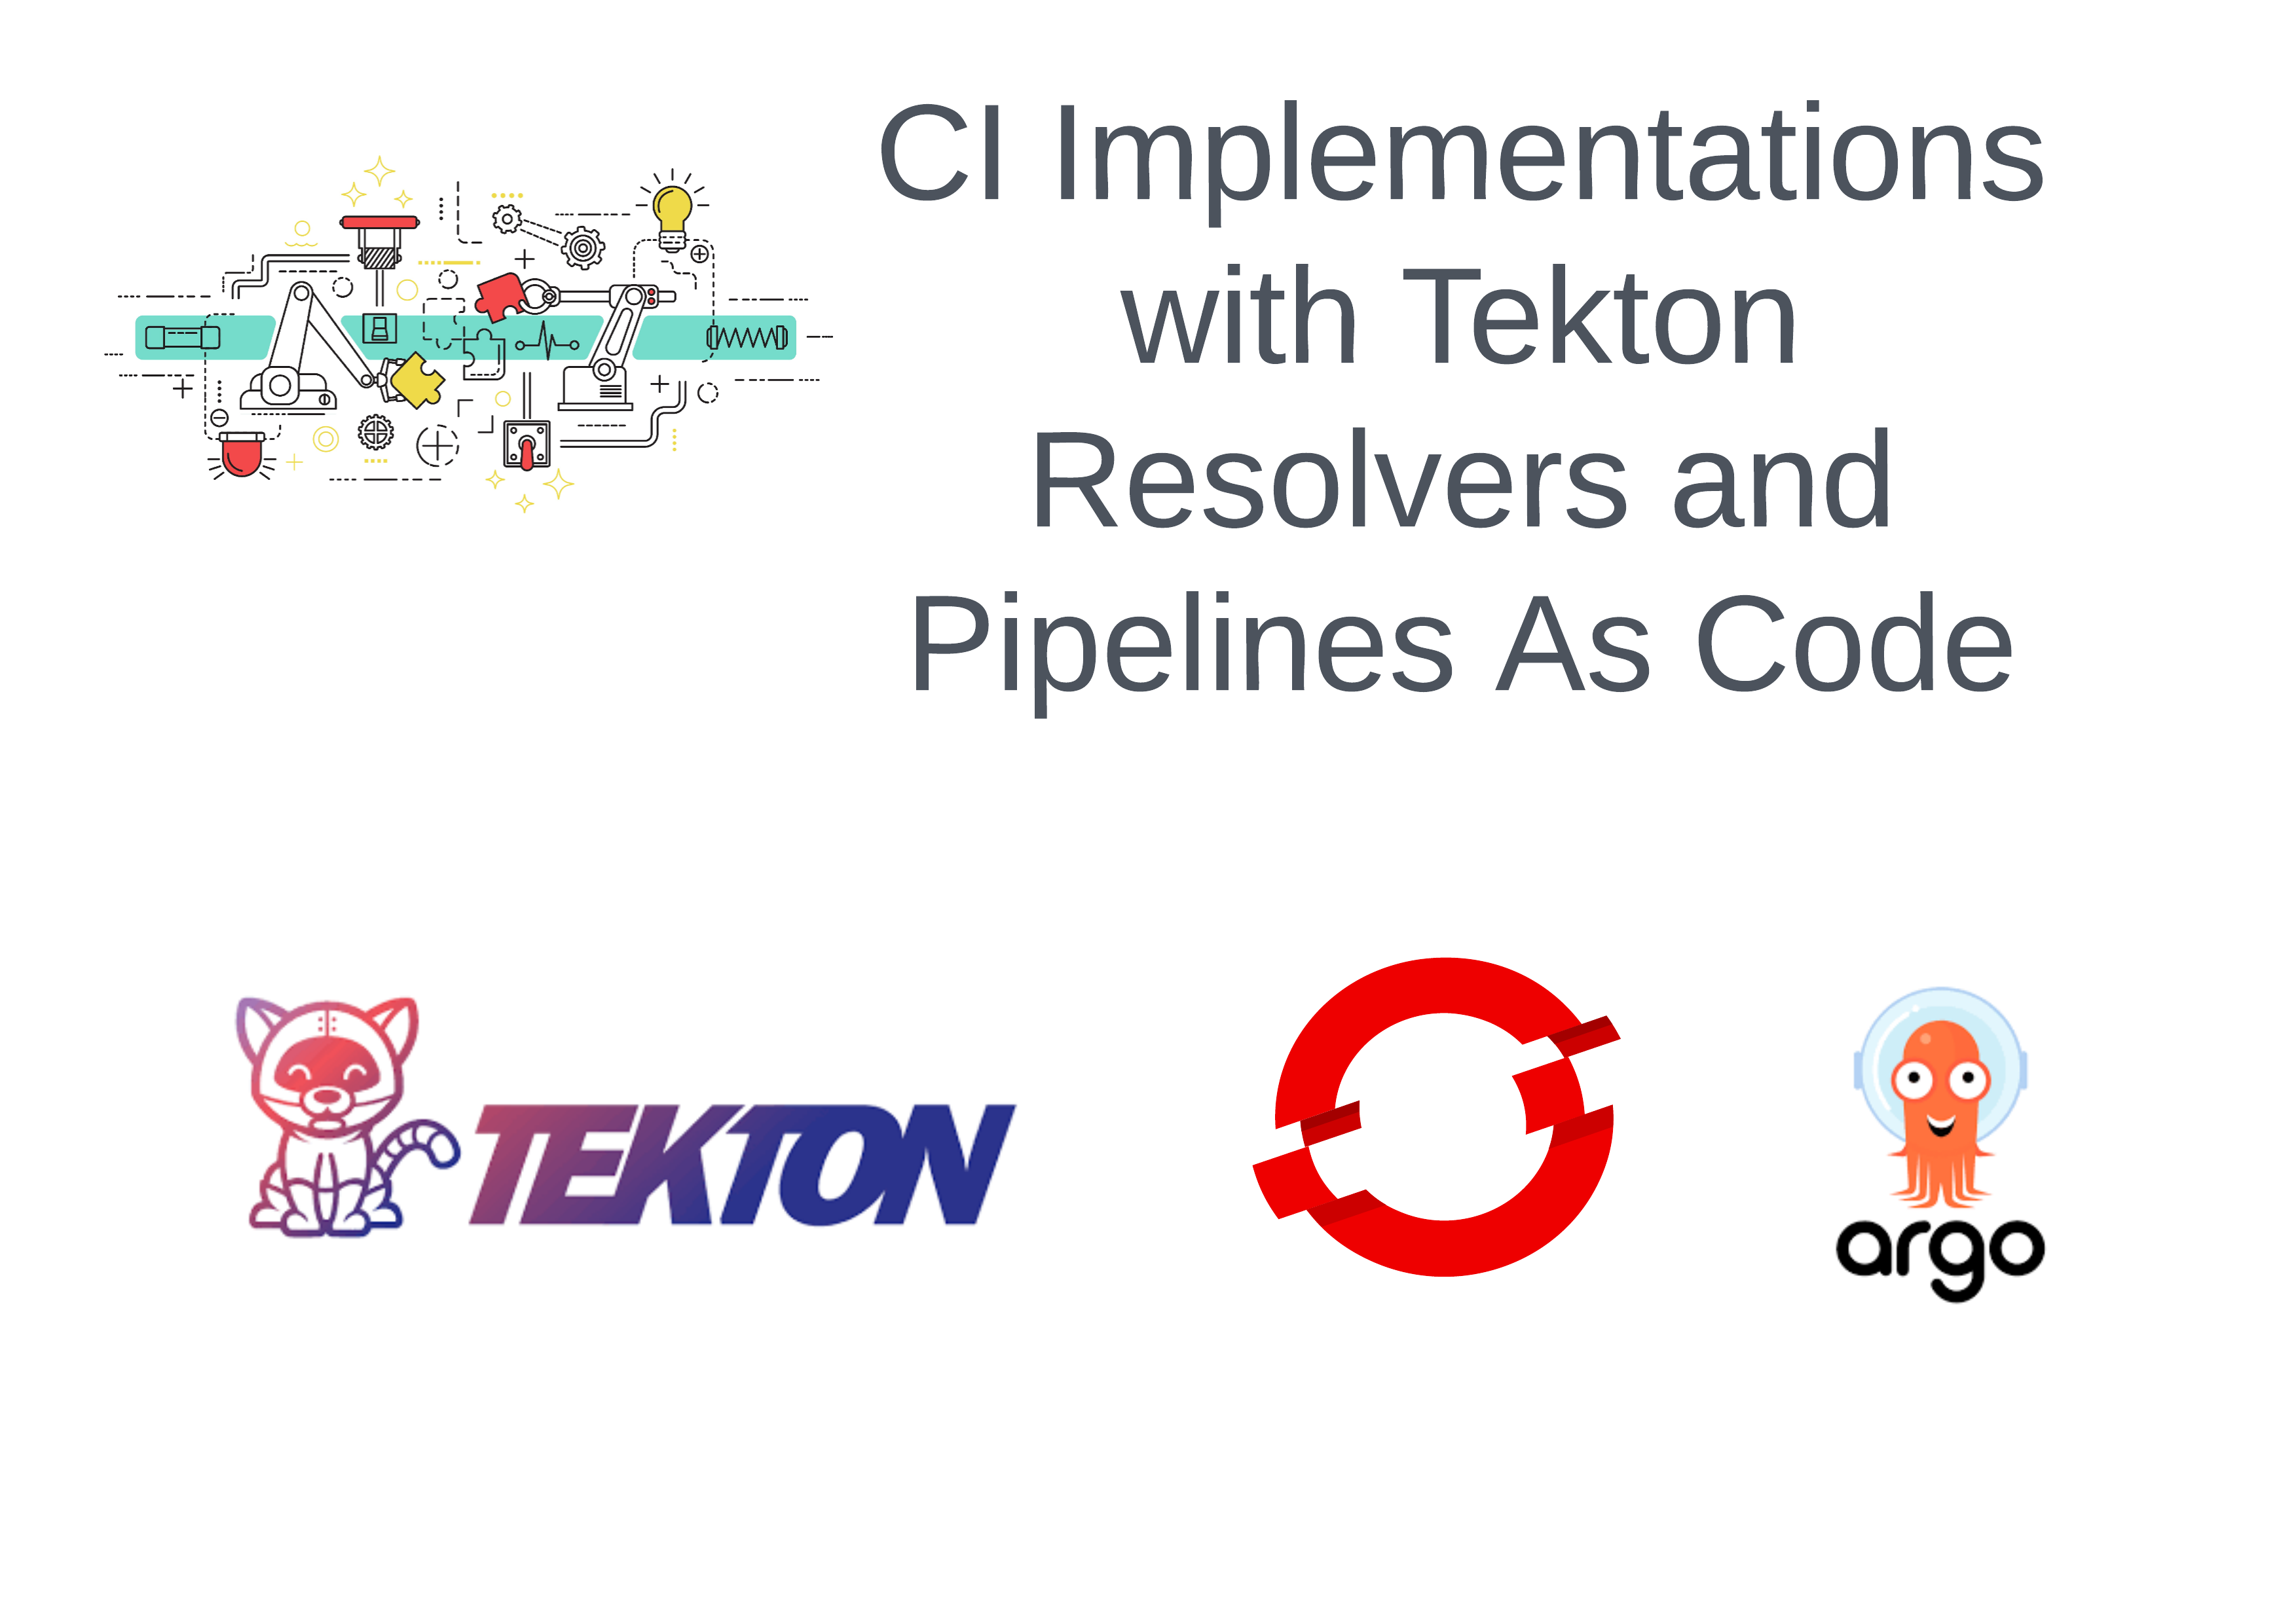 CI Implementations
with Tekton
Resolvers and
Pipelines As Code
TEKTON
argo